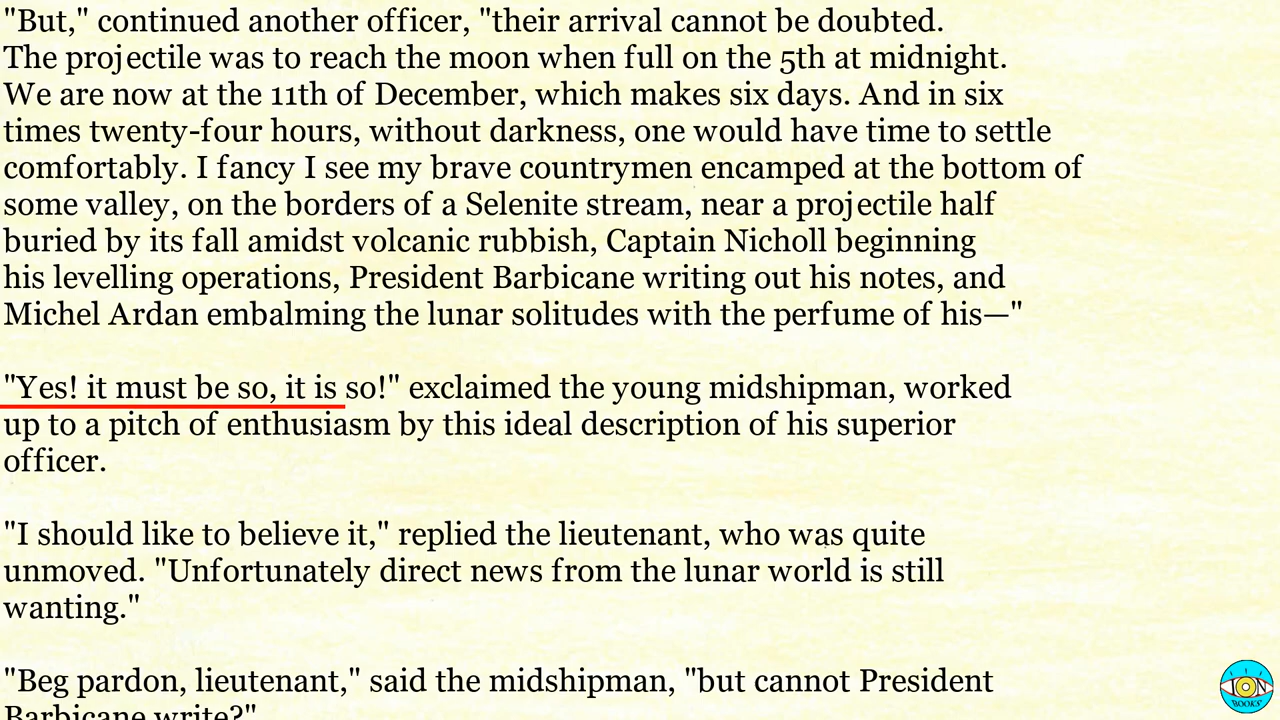 "But," continued another officer, "their arrival cannot be doubted.
The projectile was to reach the moon when full on the 5th at midnight.
We are now at the 11th of December, which makes six days. And in six
times twenty-four hours, without darkness, one would have time to settle
comfortably. I fancy I see my brave countrymen encamped at the bottom of
some valley, on the borders of a Selenite stream, near a projectile half
buried by its fall amidst volcanic rubbish, Captain Nicholl beginning
his levelling operations, President Barbicane writing out his notes, and
Michel Ardan embalming the lunar solitudes with the perfume of his—"
"Yes! it must be so, it is so!" exclaimed the young midshipman, worked
up to a pitch of enthusiasm by this ideal description of his superior
officer.
"I should like to believe it," replied the lieutenant, who was quite
unmoved. "Unfortunately direct news from the lunar world is still
wanting."
"Beg pardon, lieutenant," said the midshipman, "but cannot President
Barbicane write?"
ION
BOOKS